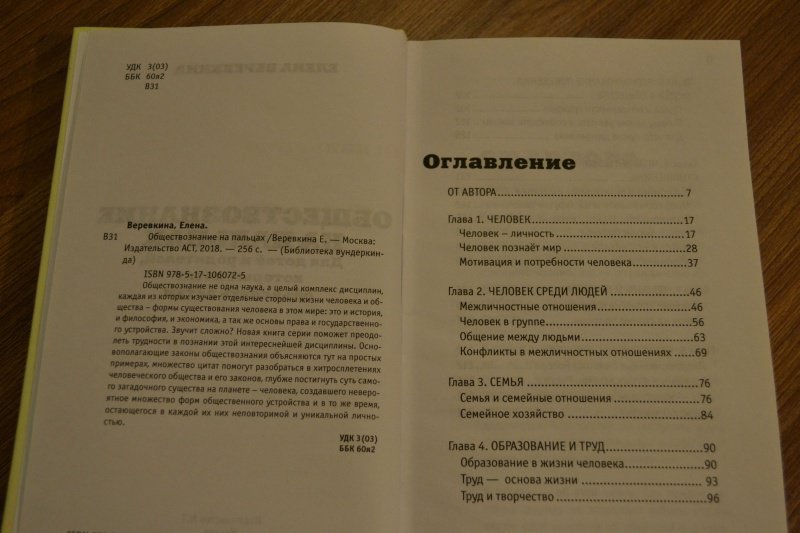 УДК 3(03)
ББК 60я2
В31
Веревкина, Елена.
В31 Обществознание на пальцах /Веревкина Е. — Москва:
Издательство АСТ, 2018. — 256 с. — (Библиотека вундеркин-
да)
ISBN 978-5-17-106072-5
Обществознание не одна наука, а целый комплекс дисциплин,
каждая из которых изучает отдельные стороны жизни человека и об-
щества – формы существования человека в этом мире: это и история,
и философия, и экономика, а так же основы права и государственно-
го устройства. Звучит сложно? Новая книга серии поможет преодо-
леть трудности в познании этой интереснейшей дисциплины. Осно-
вополагающие законы обществознания объясняются тут на простых
примерах, множество цитат помогут разобраться в хитросплетениях
человеческого общества и его законов, глубже постигнуть суть само-
го загадочного существа на планете – человека, создавшего неверо-
ятное множество форм общественного устройства и в то же время,
остающегося в каждой их них неповторимой и уникальной лично-
стью.
УДК 3(03)
ББК 60я2
Оглавление
ОТ АВТОРА 7
Глава 1. ЧЕЛОВЕК 17
Человек – личность 17
Человек познаёт мир 28
Мотивация и потребности человека 37
Глава 2. ЧЕЛОВЕК СРЕДИ ЛЮДЕЙ 46
Межличностные отношения 46
Человек в группе 56
Общение между людьми 63
Конфликты в межличностных отношениях 69
Глава 3. СЕМЬЯ 76
Семья и семейные отношения 76
Семейное хозяйство 84
Глава 4. ОБРАЗОВАНИЕ И ТРУД 90
Образование в жизни человека 90
Труд — основа жизни 93
Труд и творчество 96